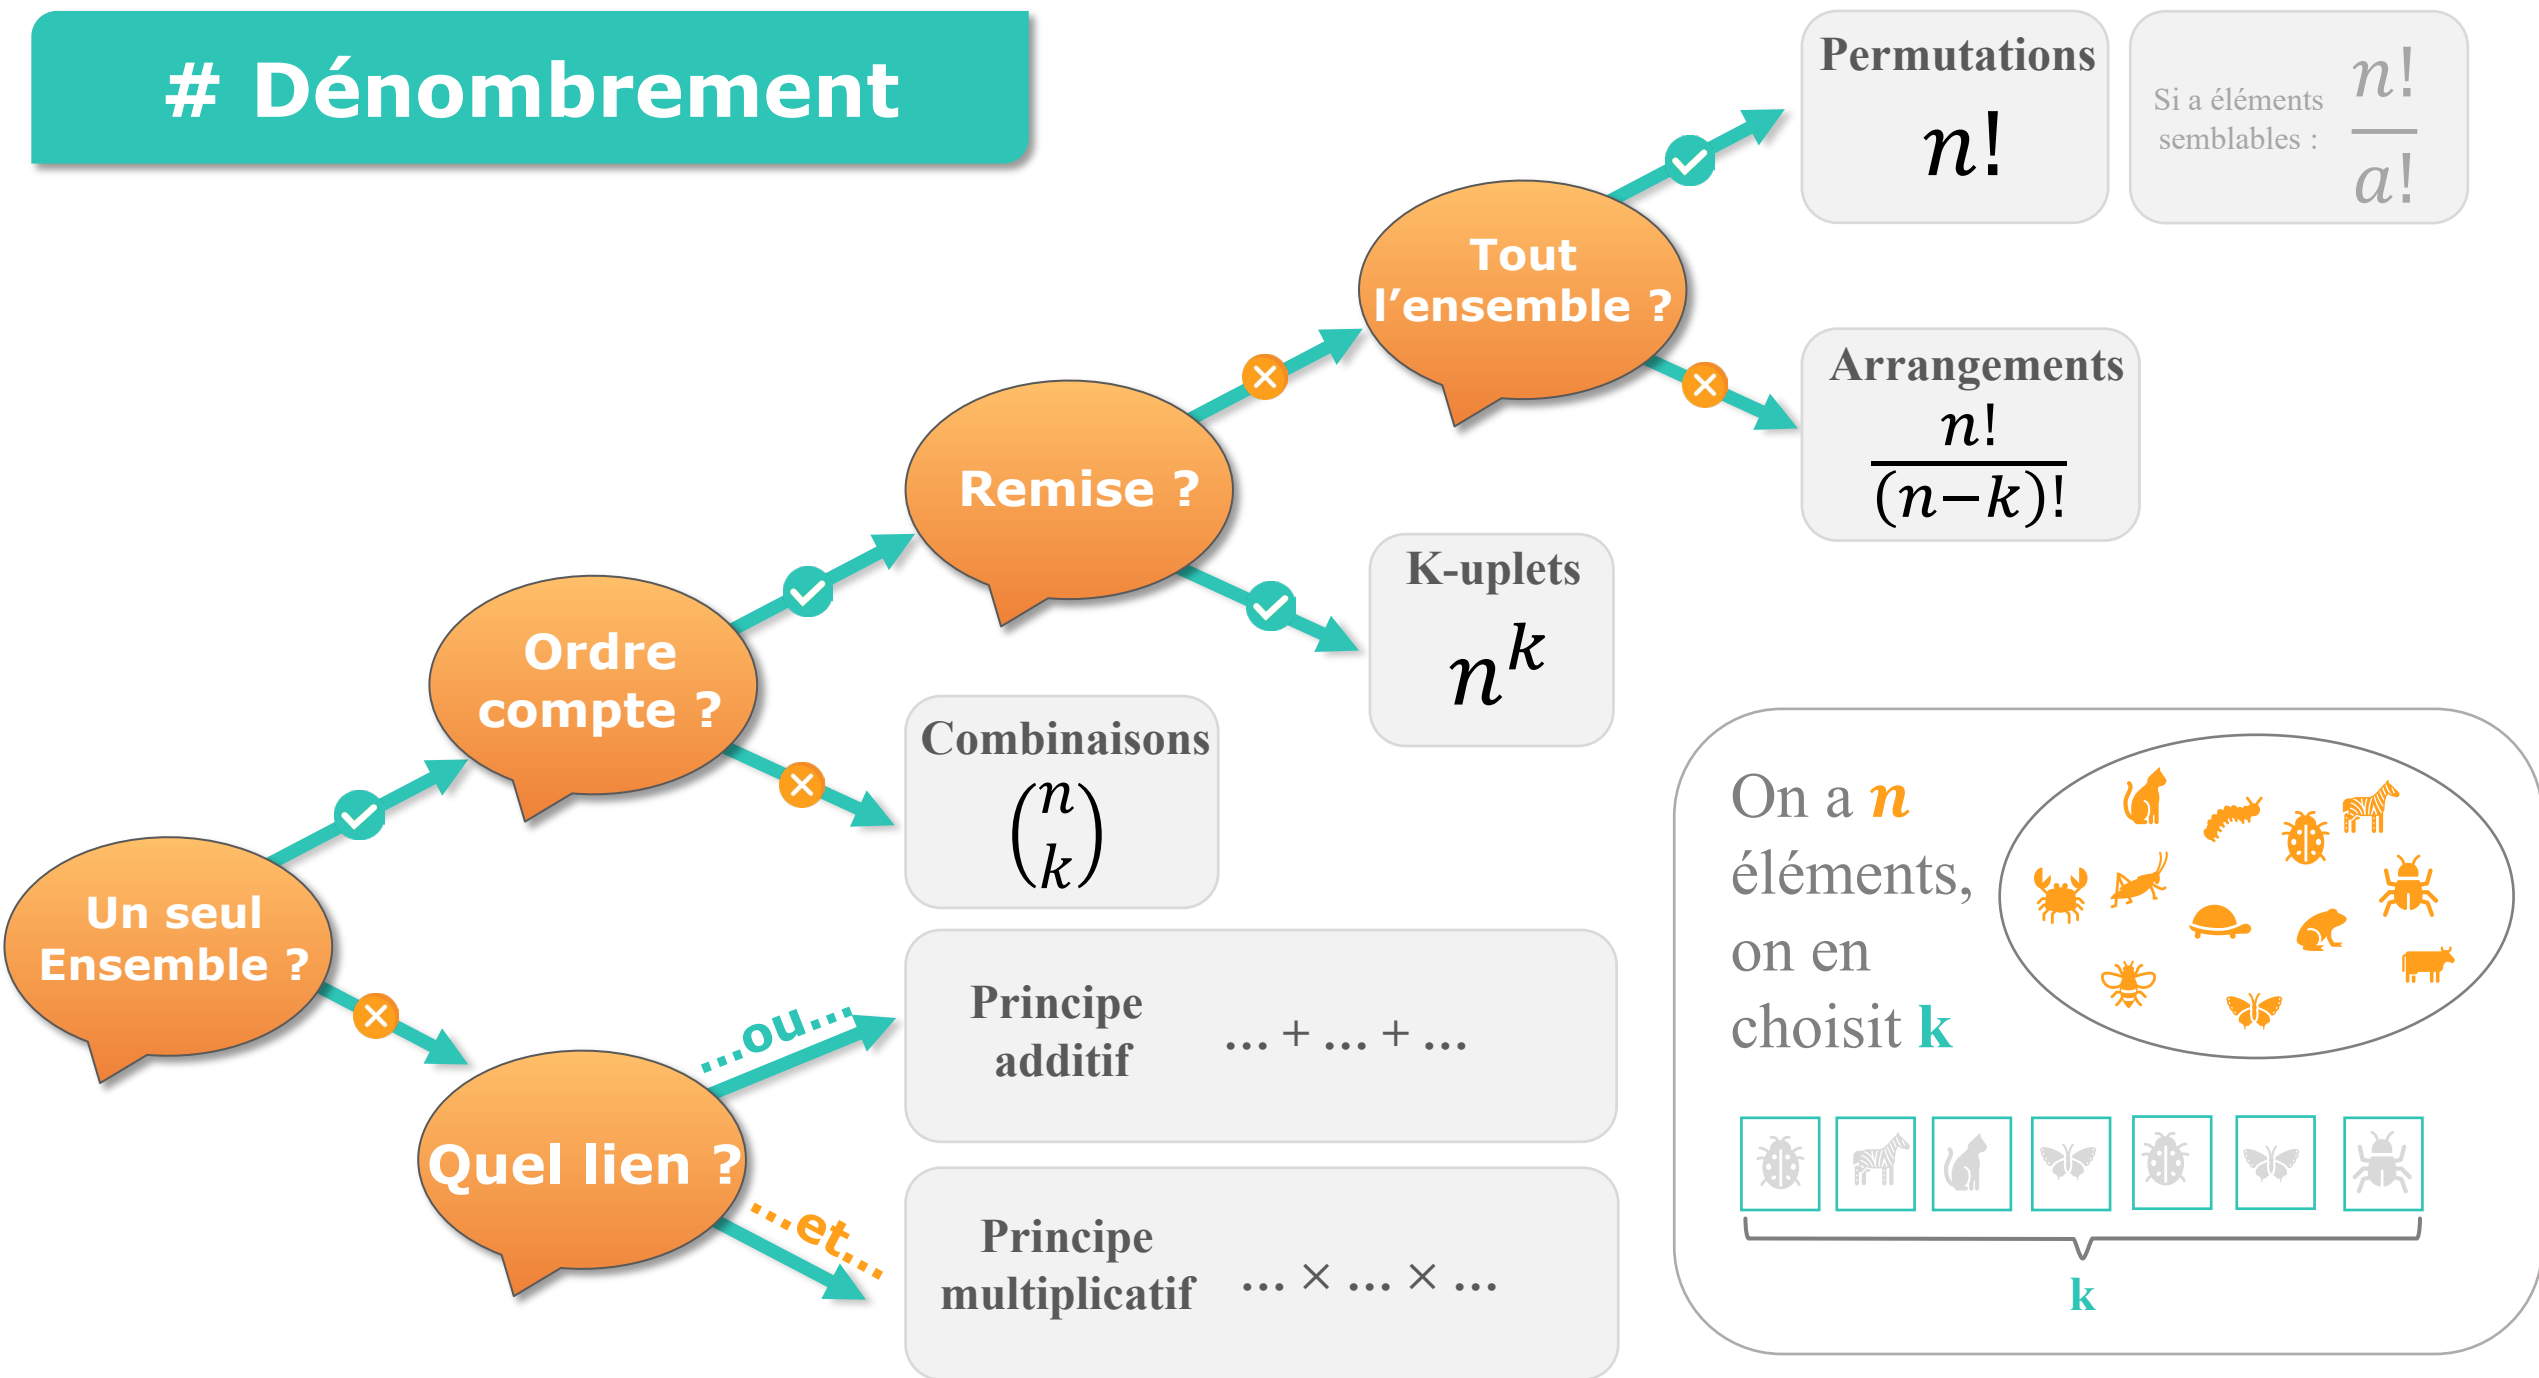 # Dénombrement
Permutations
n!
Si a éléments
semblables :
n!
a!
Tout
l’ensemble ?
Arrangements
n!
(n−k)!
Remise ?
K-uplets
n^k
Ordre
compte ?
Combinaisons
(n
k)
Un seul
Ensemble ?
...ou...
Principe
additif
... + ... + ...
Quel lien ?
...et...
Principe
multiplicatif
... × ... × ...
On a n
éléments,
on en
choisit k
k